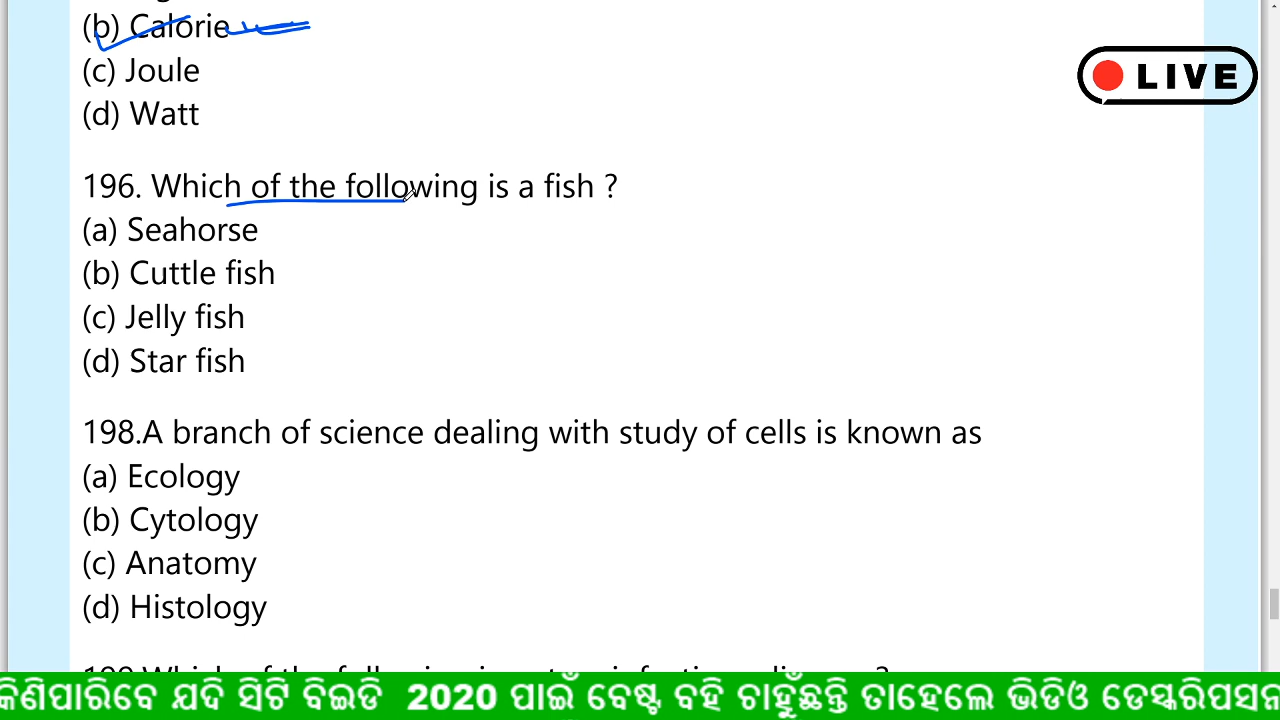 (b) Calorie
(c) Joule
(d) Watt
LIVE
196. Which of the following is a fish ?
(a) Seahorse
(b) Cuttle fish
(c) Jelly fish
(d) Star fish
198.A branch of science dealing with study of cells is known as
(a) Ecology
(b) Cytology
(c) Anatomy
(d) Histology
କିଣିପାରିବେ ଯଦି ସିଟି ବିଇଡି 2020 ପାଇଁ ବେଷ୍ଟ ବହି ଚାହୁଁଛନ୍ତି ତାହେଲେ ଭିଡିଓ ଡେସ୍କରିପସନ